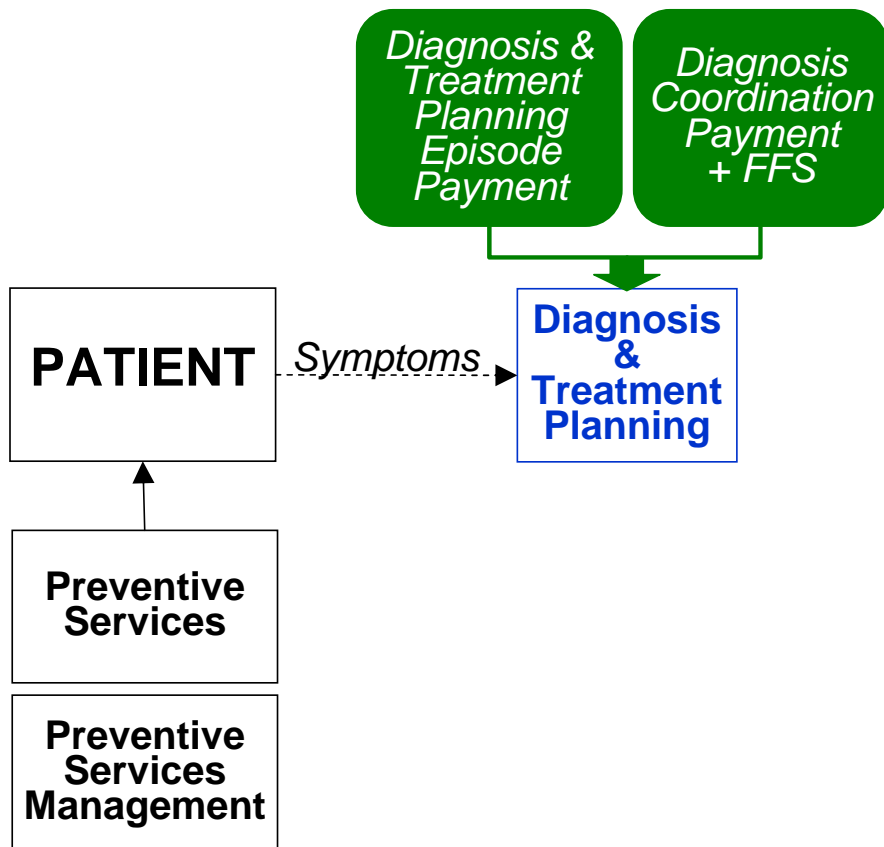 Diagnosis &
Treatment
Planning
Episode
Payment
Diagnosis
Coordination
Payment
+ FFS
PATIENT
Symptoms
Diagnosis
&
Treatment
Planning
Preventive
Services
Preventive
Services
Management